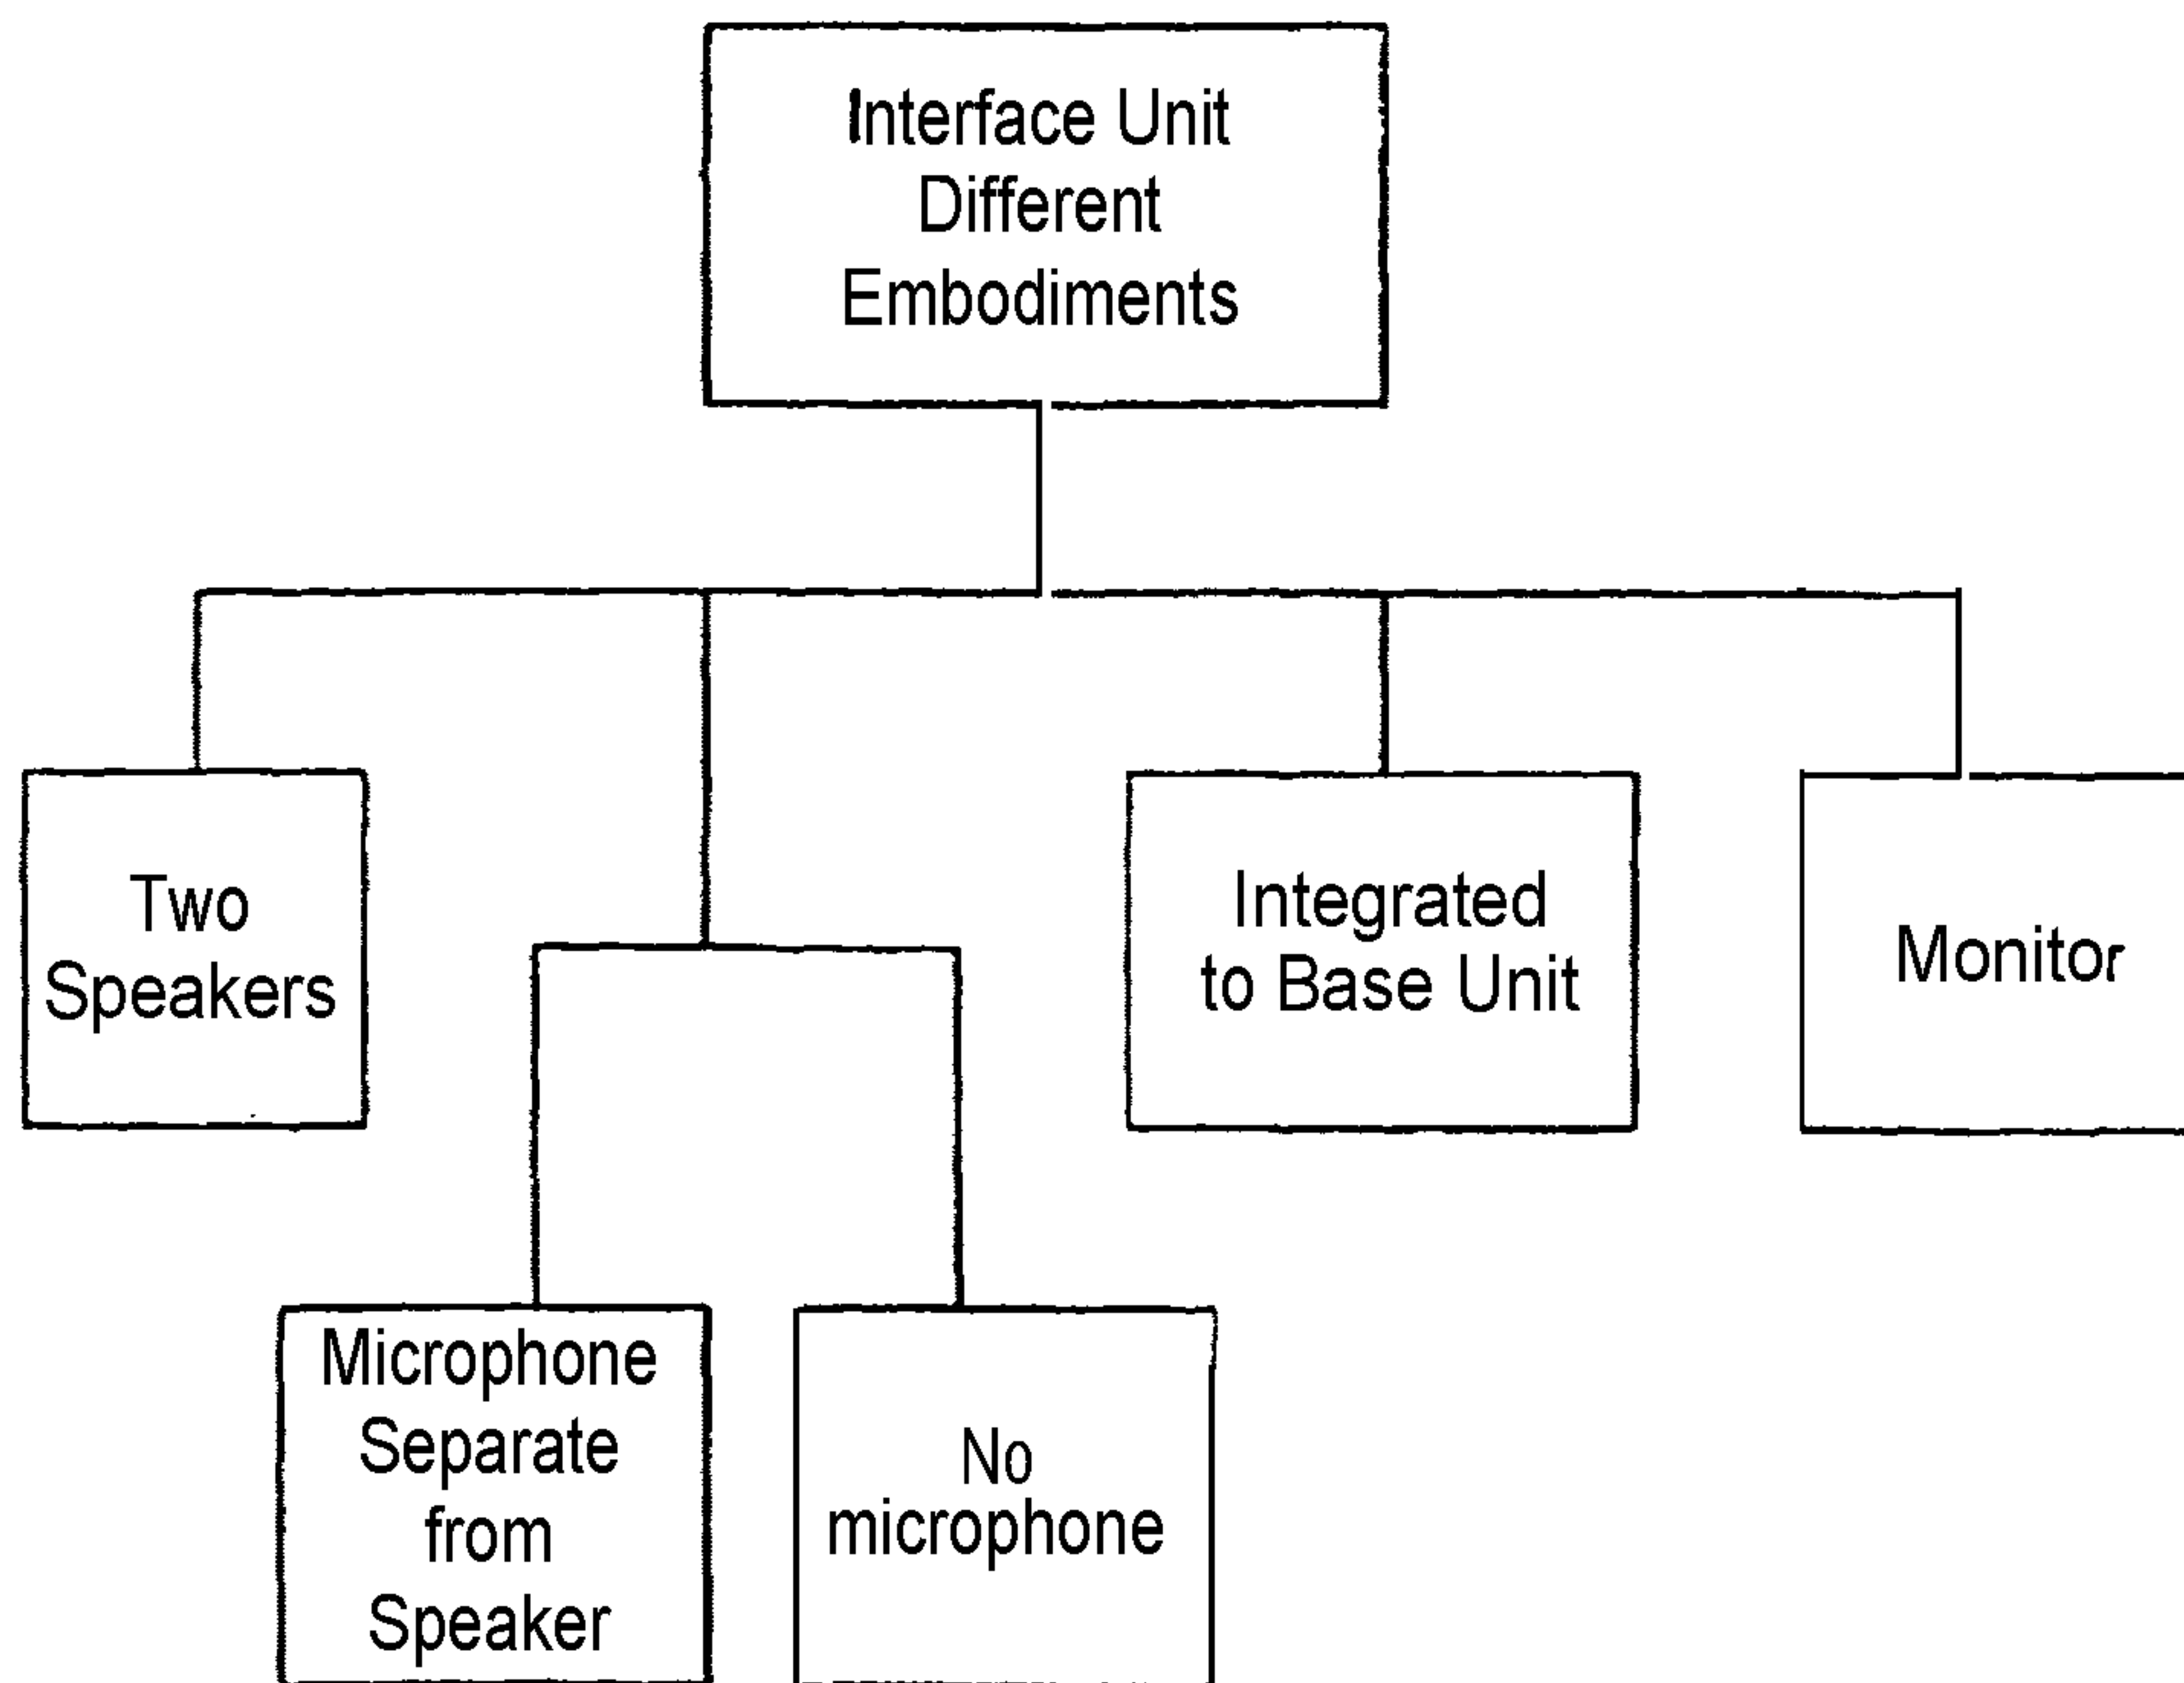 Interface Unit
Different
Embodiments
Two
Speakers
Integrated
to Base Unit
Monitor
Microphone
Separate
from
Speaker
No
microphone